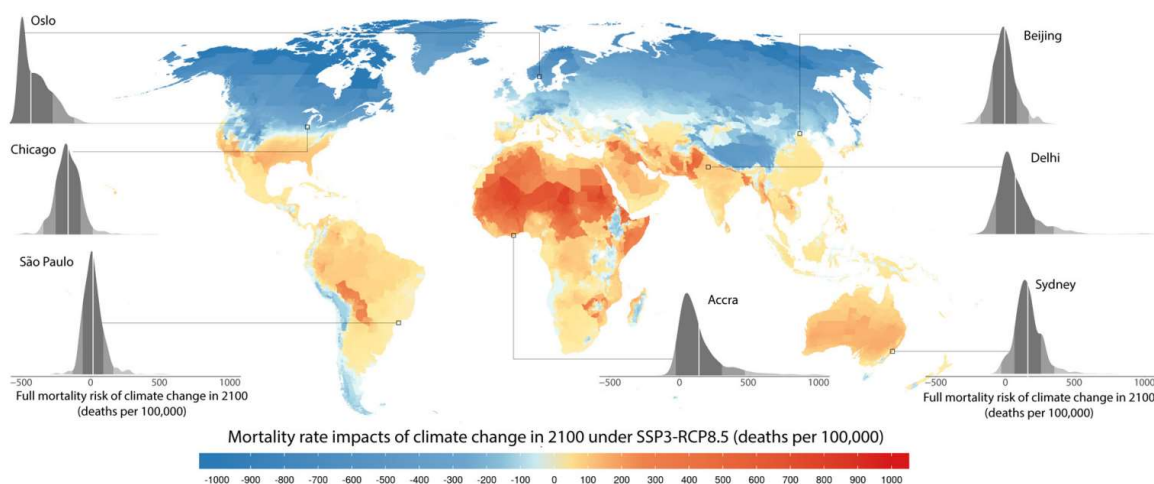 Oslo
Beijing
Chicago
Delhi
São Paulo
Accra
Sydney
−500 0 500 1000
Full mortality risk of climate change in 2100
(deaths per 100,000)
0 500 1000
−500 0 500 1000
Full mortality risk of climate change in 2100
(deaths per 100,000)
Mortality rate impacts of climate change in 2100 under SSP3-RCP8.5 (deaths per 100,000)
-1000 -900 -800 -700 -600 -500 -400 -300 -200 -100 0 100 200 300 400 500 600 700 800 900 1000